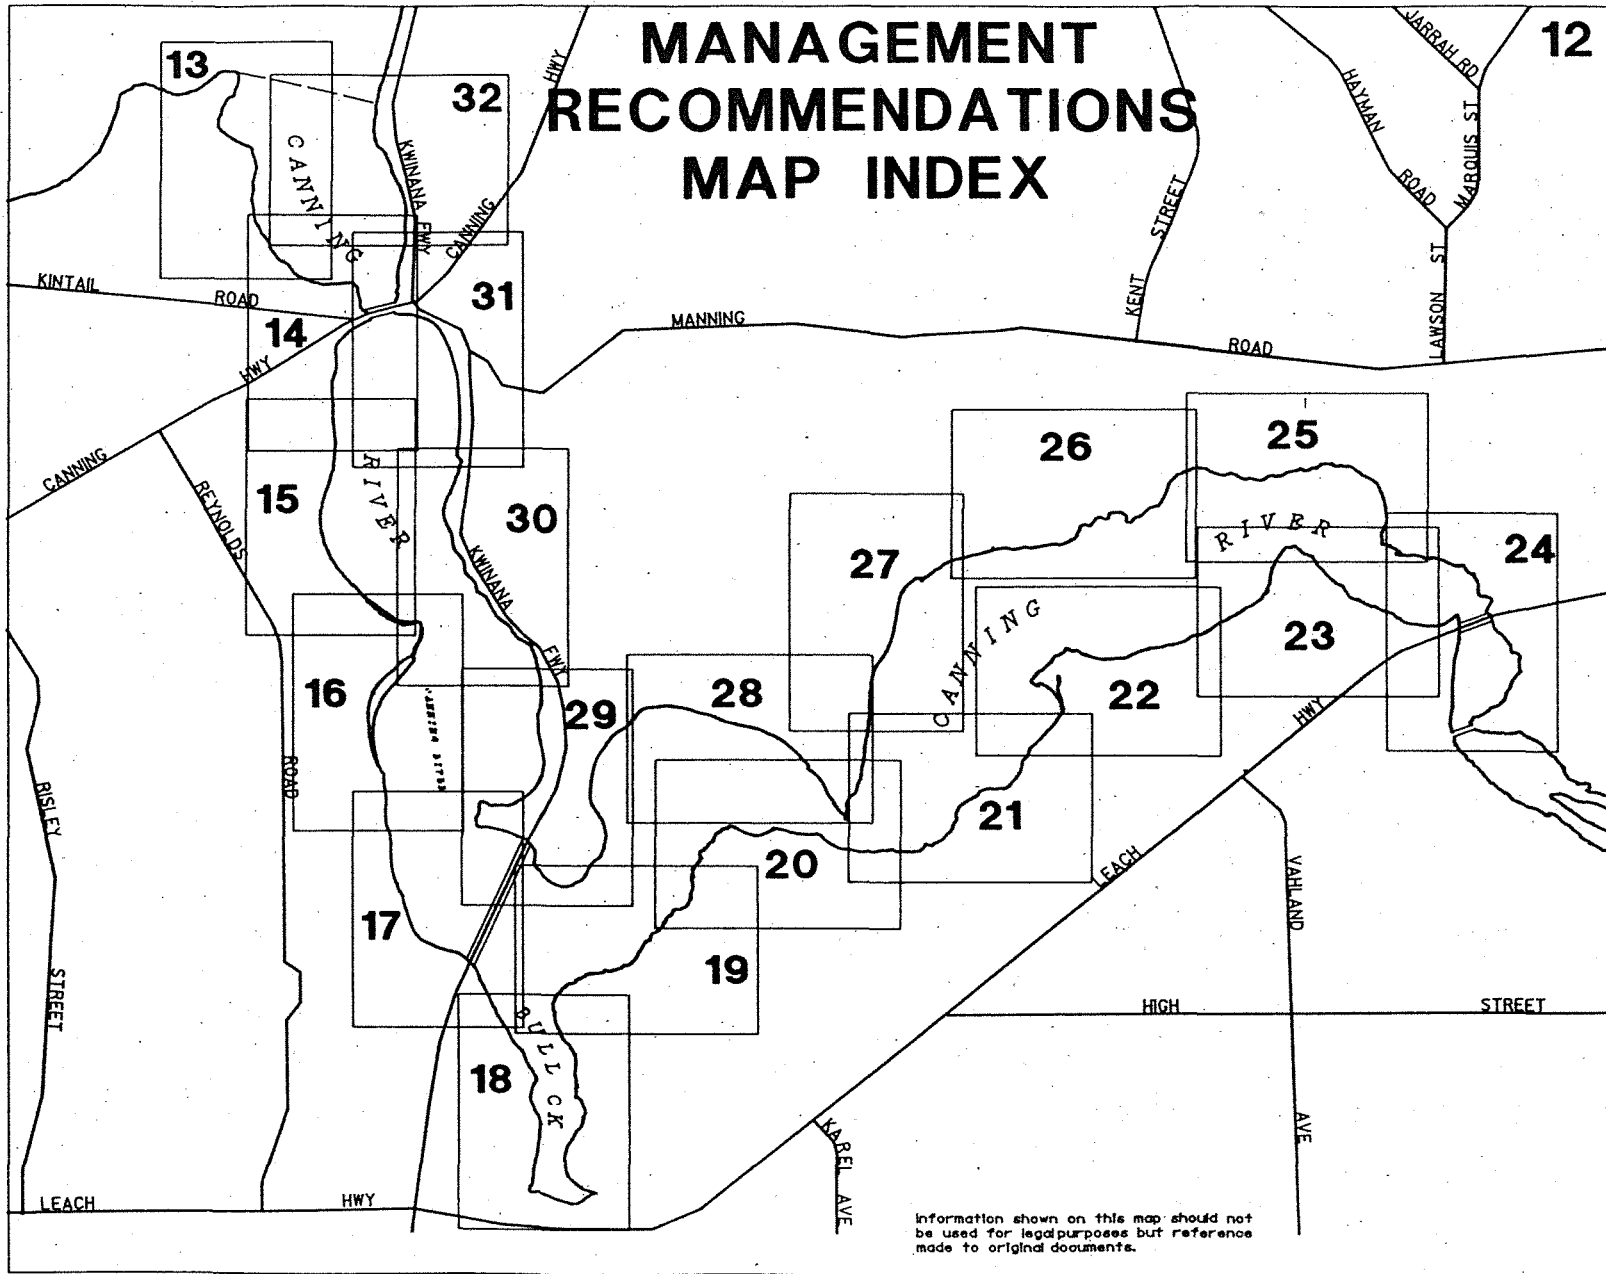 MANAGEMENT
RECOMMENDATIONS
MAP INDEX
12
13
32
CANNING
KWINANA
FWY
CANNING
HWY
JARRAH RD
HAYMAN
ROAD
MARQUIS ST
KENT
STREET
LAWSON ST
KINTAIL
ROAD
14
31
MANNING
ROAD
HWY
CANNING
REYNOLDS
ROAD
15
RIVER
30
KWINANA
FWY
26
25
RIVER
27
24
CANNING
23
22
HWY
16
CANNING RIVER
29
28
21
20
LEACH
RISLEY
STREET
17
19
VAHLAND
AVE
BULL CK
18
HIGH
STREET
KAREL AVE
LEACH
HWY
Information shown on this map should not
be used for legal purposes but reference
made to original documents.